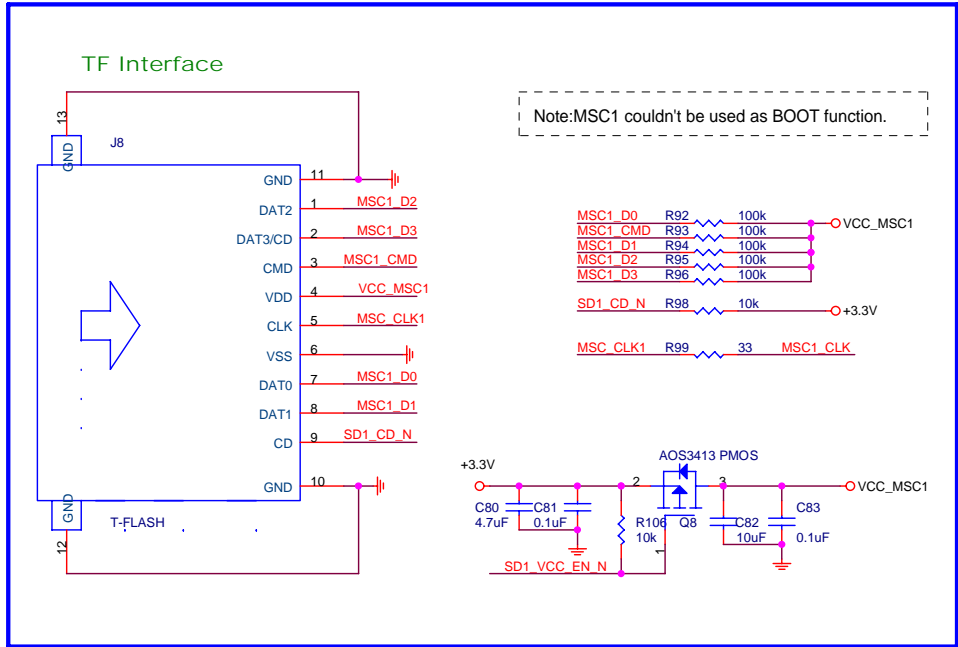 TF Interface
Note:MSC1 couldn't be used as BOOT function.
13
GND
J8
GND 11
DAT2 1 MSC1_D2
DAT3/CD 2 MSC1_D3
CMD 3 MSC1_CMD
VDD 4 VCC_MSC1
CLK 5 MSC_CLK1
VSS 6
DAT0 7 MSC1_D0
DAT1 8 MSC1_D1
CD 9 SD1_CD_N
GND 10
GND
12
T-FLASH
MSC1_D0 R92 100k
VCC_MSC1
MSC1_CMD R93 100k
MSC1_D1 R94 100k
MSC1_D2 R95 100k
MSC1_D3 R96 100k
SD1_CD_N R98 10k +3.3V
MSC_CLK1 R99 33 MSC1_CLK
AOS3413 PMOS
+3.3V
2
3
VCC_MSC1
C80
4.7uF
C81
0.1uF
R106
10k
Q8
1
C82
10uF
C83
0.1uF
SD1_VCC_EN_N